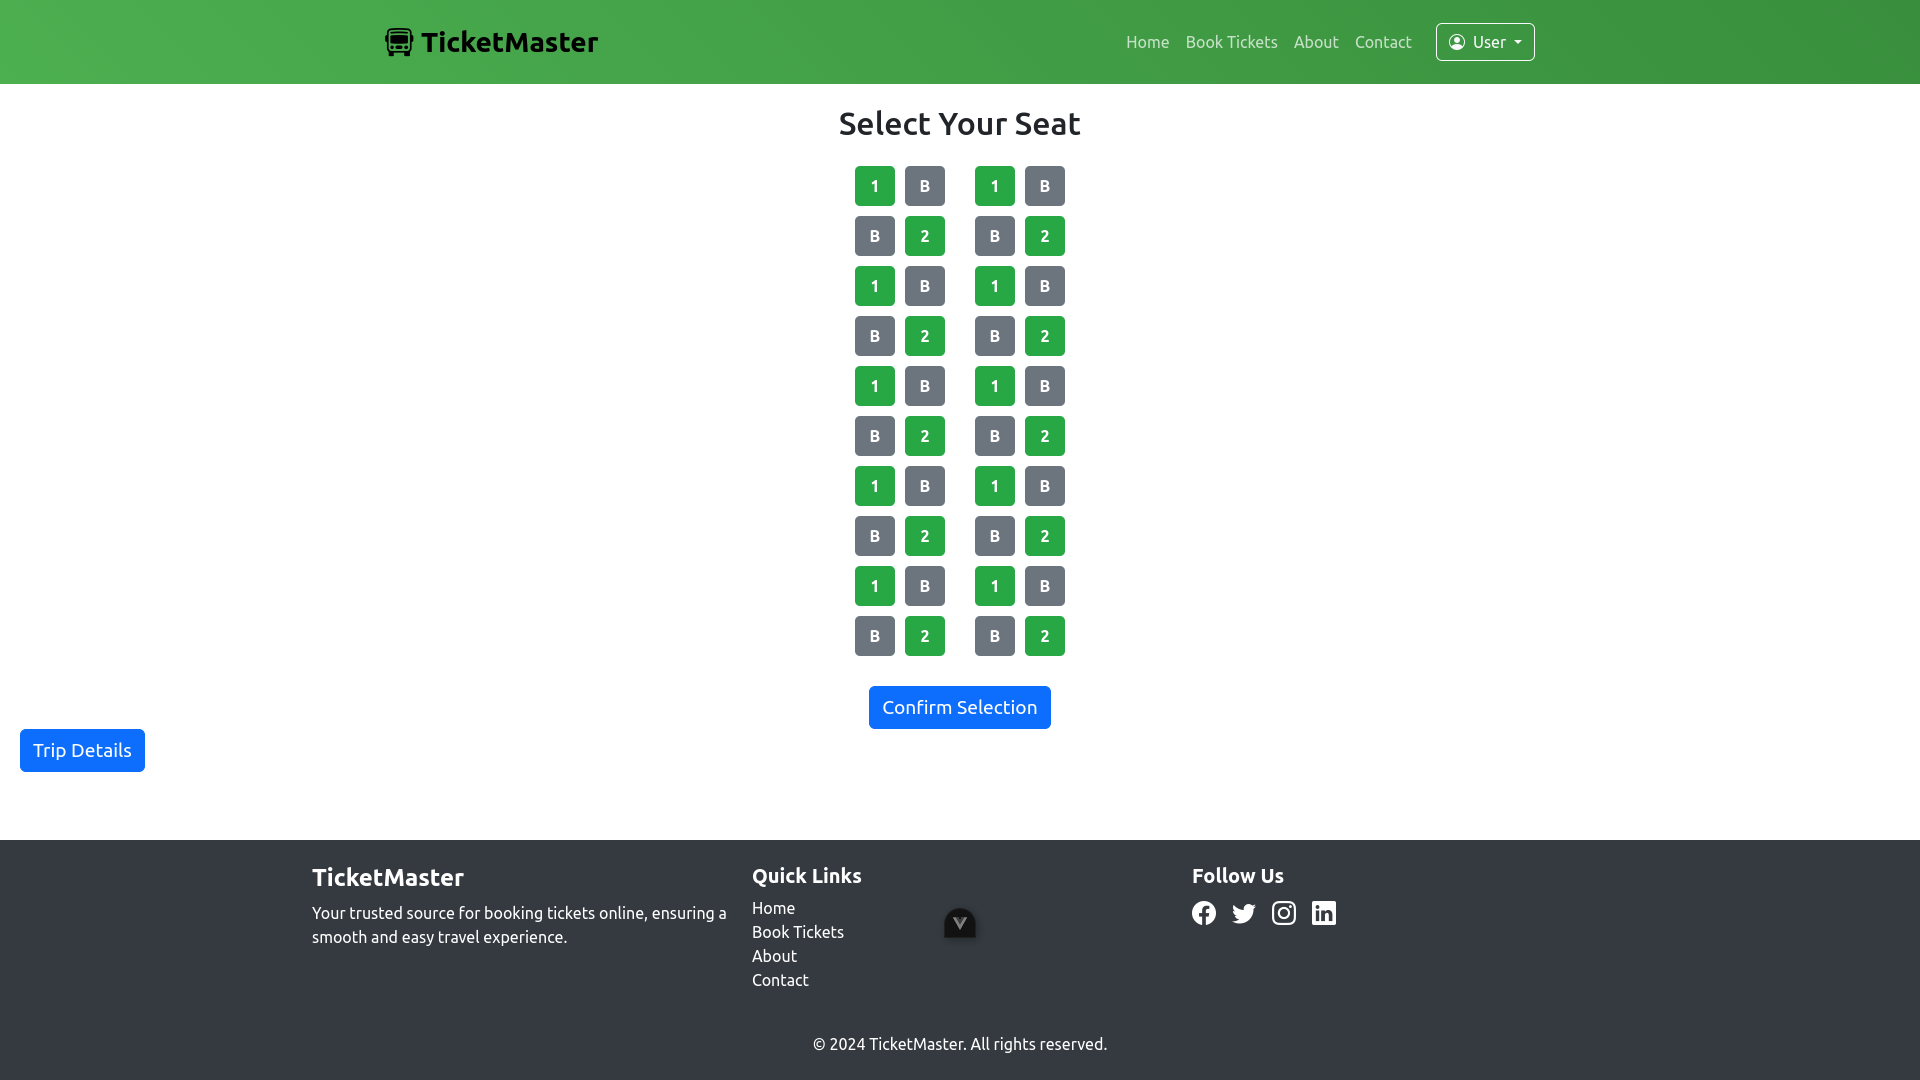 TicketMaster
Home Book Tickets About Contact User
Select Your Seat
1 B 1 B
B 2 B 2
1 B 1 B
B 2 B 2
1 B 1 B
B 2 B 2
1 B 1 B
B 2 B 2
1 B 1 B
B 2 B 2
Confirm Selection
Trip Details
TicketMaster
Your trusted source for booking tickets online, ensuring a
smooth and easy travel experience.
Quick Links
Home
Book Tickets
About
Contact
Follow Us
© 2024 TicketMaster. All rights reserved.